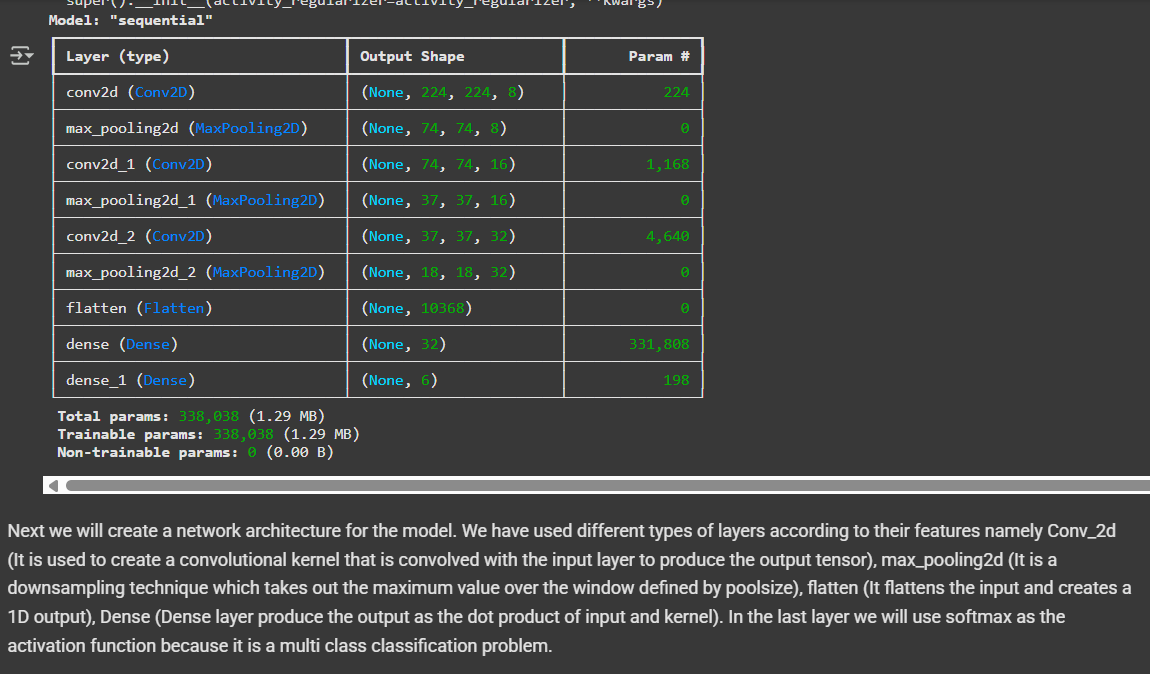 super().__init__(activity_regularizer=activity_regularizer, **kwargs)
Model: "sequential"
Layer (type) Output Shape Param #
conv2d (Conv2D) (None, 224, 224, 8) 224
max_pooling2d (MaxPooling2D) (None, 74, 74, 8) 0
conv2d_1 (Conv2D) (None, 74, 74, 16) 1,168
max_pooling2d_1 (MaxPooling2D) (None, 37, 37, 16) 0
conv2d_2 (Conv2D) (None, 37, 37, 32) 4,640
max_pooling2d_2 (MaxPooling2D) (None, 18, 18, 32) 0
flatten (Flatten) (None, 10368) 0
dense (Dense) (None, 32) 331,808
dense_1 (Dense) (None, 6) 198
Total params: 338,038 (1.29 MB)
Trainable params: 338,038 (1.29 MB)
Non-trainable params: 0 (0.00 B)
Next we will create a network architecture for the model. We have used different types of layers according to their features namely Conv_2d
(It is used to create a convolutional kernel that is convolved with the input layer to produce the output tensor), max_pooling2d (It is a
downsampling technique which takes out the maximum value over the window defined by poolsize), flatten (It flattens the input and creates a
1D output), Dense (Dense layer produce the output as the dot product of input and kernel). In the last layer we will use softmax as the
activation function because it is a multi class classification problem.